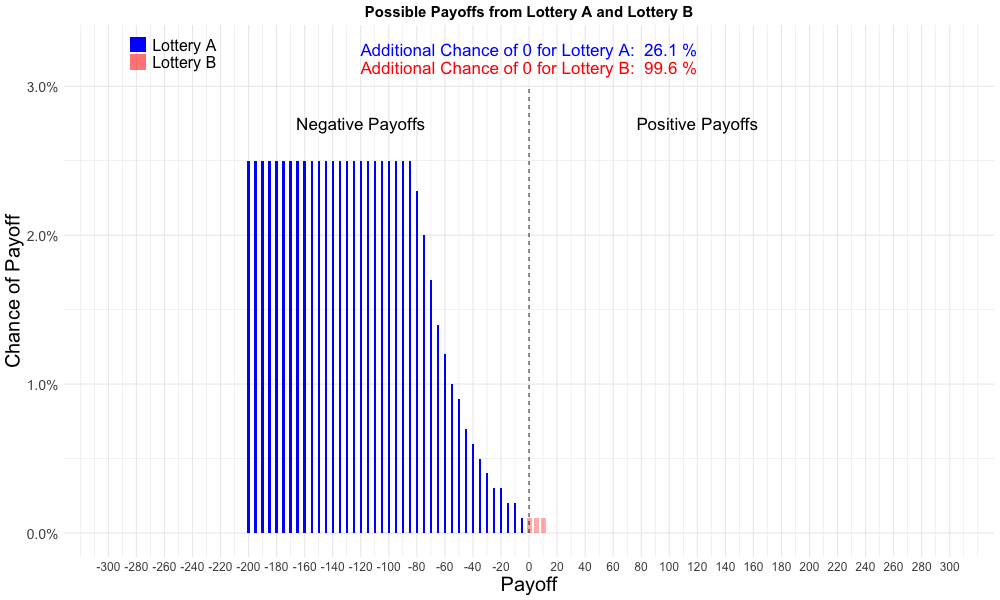 Possible Payoffs from Lottery A and Lottery B
Lottery A
Lottery B
Additional Chance of 0 for Lottery A: 26.1 %
Additional Chance of 0 for Lottery B: 99.6 %
Negative Payoffs
Positive Payoffs
Chance of Payoff
3.0%
2.0%
1.0%
0.0%
-300 -280 -260 -240 -220 -200 -180 -160 -140 -120 -100 -80 -60 -40 -20 0 20 40 60 80 100 120 140 160 180 200 220 240 260 280 300
Payoff